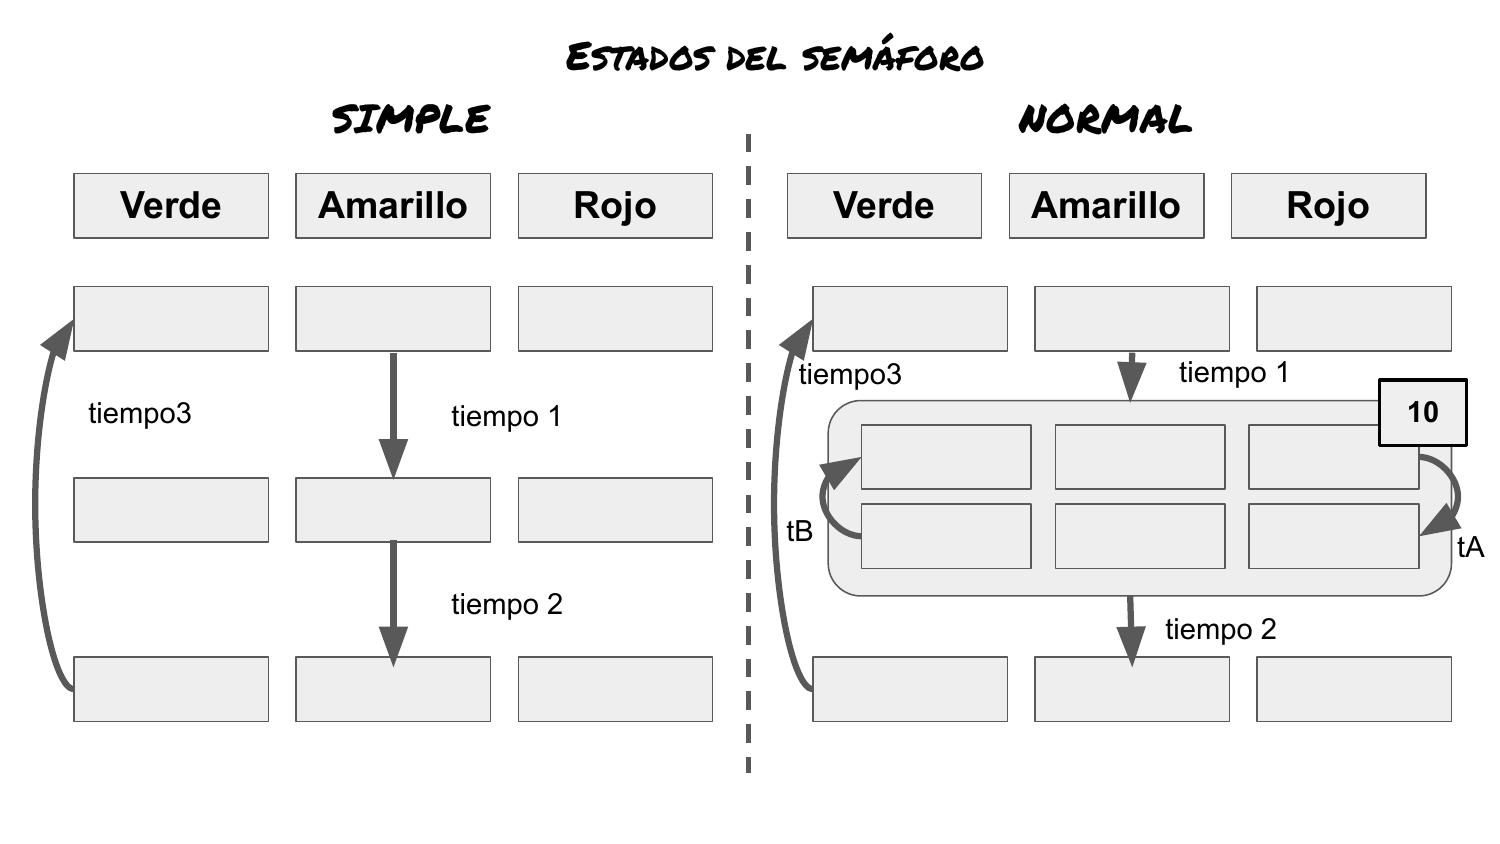 Estados del semáforo
SIMPLE
NORMAL
Verde
Amarillo
Rojo
Verde
Amarillo
Rojo
tiempo3
tiempo 1
tiempo 2
tiempo3
tiempo 1
10
tB
tA
tiempo 2